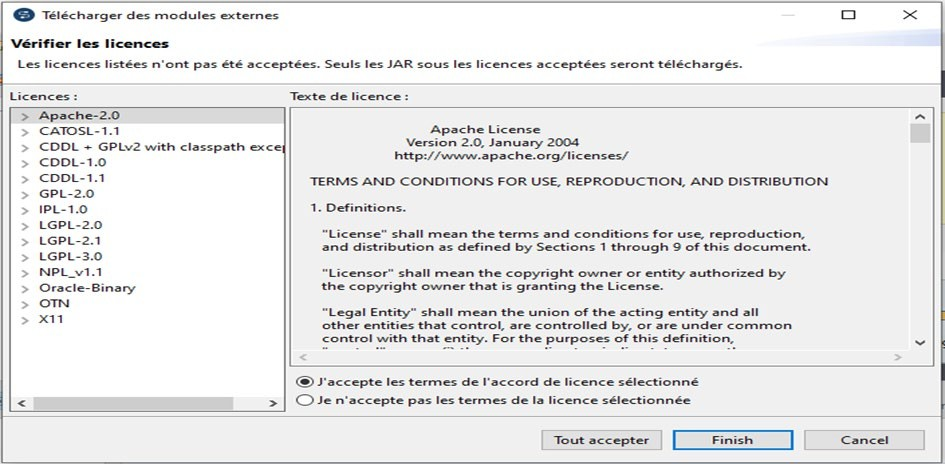 Télécharger des modules externes
Vérifier les licences
Les licences listées n'ont pas été acceptées. Seuls les JAR sous les licences acceptées seront téléchargés.
Licences :
Apache-2.0
CATOSL-1.1
CDDL + GPLv2 with classpath excep
CDDL-1.0
CDDL-1.1
GPL-2.0
IPL-1.0
LGPL-2.0
LGPL-2.1
LGPL-3.0
NPL_v1.1
Oracle-Binary
OTN
X11
Texte de licence :
Apache License
Version 2.0, January 2004
http://www.apache.org/licenses/
TERMS AND CONDITIONS FOR USE, REPRODUCTION, AND DISTRIBUTION
1. Definitions.
"License" shall mean the terms and conditions for use, reproduction,
and distribution as defined by Sections 1 through 9 of this document.
"Licensor" shall mean the copyright owner or entity authorized by
the copyright owner that is granting the License.
"Legal Entity" shall mean the union of the acting entity and all
other entities that control, are controlled by, or are under common
control with that entity. For the purposes of this definition,
J'accepte les termes de l'accord de licence sélectionné
Je n'accepte pas les termes de la licence sélectionnée
Tout accepter
Finish
Cancel